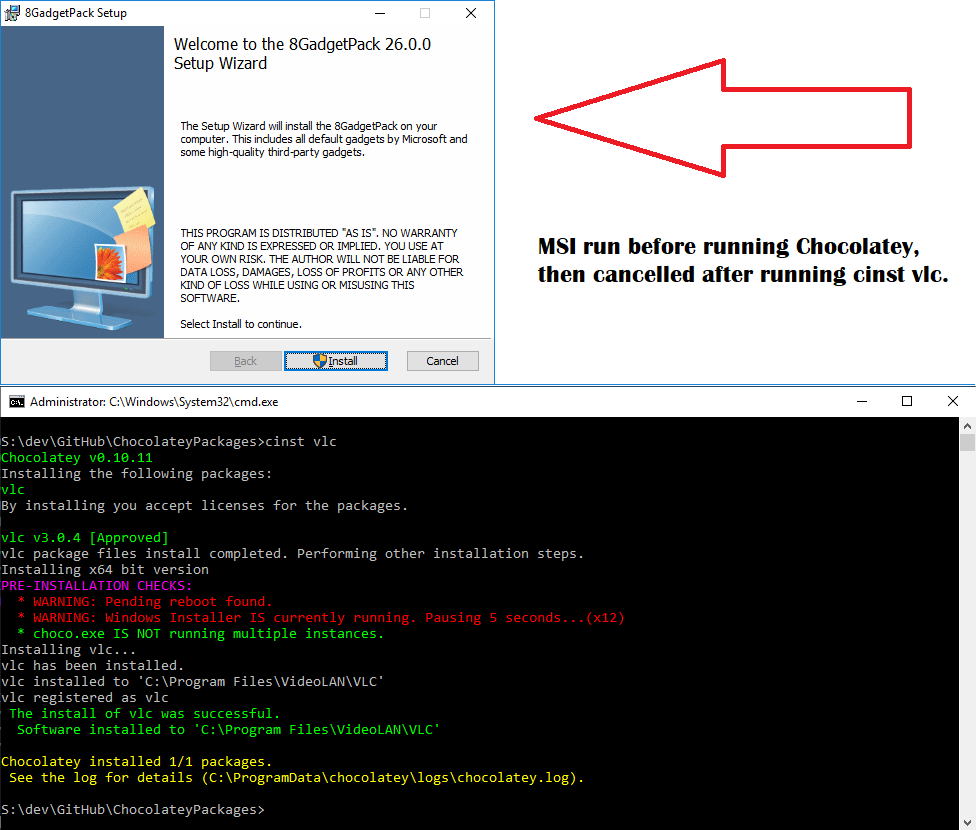 8GadgetPack Setup
Welcome to the 8GadgetPack 26.0.0
Setup Wizard
The Setup Wizard will install the 8GadgetPack on your
computer. This includes all default gadgets by Microsoft and
some high-quality third-party gadgets.
THIS PROGRAM IS DISTRIBUTED "AS IS". NO WARRANTY
OF ANY KIND IS EXPRESSED OR IMPLIED. YOU USE AT
YOUR OWN RISK. THE AUTHOR WILL NOT BE LIABLE FOR
DATA LOSS, DAMAGES, LOSS OF PROFITS OR ANY OTHER
KIND OF LOSS WHILE USING OR MISUSING THIS
SOFTWARE.
Select Install to continue.
Back Install Cancel
MSI run before running Chocolatey,
then cancelled after running cinst vlc.
Administrator: C:\Windows\System32\cmd.exe
S:\dev\GitHub\ChocolateyPackages>cinst vlc
Chocolatey v0.10.11
Installing the following packages:
vlc
By installing you accept licenses for the packages.
vlc v3.0.4 [Approved]
vlc package files install completed. Performing other installation steps.
Installing x64 bit version
PRE-INSTALLATION CHECKS:
* WARNING: Pending reboot found.
* WARNING: Windows Installer IS currently running. Pausing 5 seconds...(x12)
* choco.exe IS NOT running multiple instances.
Installing vlc...
vlc has been installed.
vlc installed to 'C:\Program Files\VideoLAN\VLC'
vlc registered as vlc
The install of vlc was successful.
Software installed to 'C:\Program Files\VideoLAN\VLC'
Chocolatey installed 1/1 packages.
See the log for details (C:\ProgramData\chocolatey\logs\chocolatey.log).
S:\dev\GitHub\ChocolateyPackages>